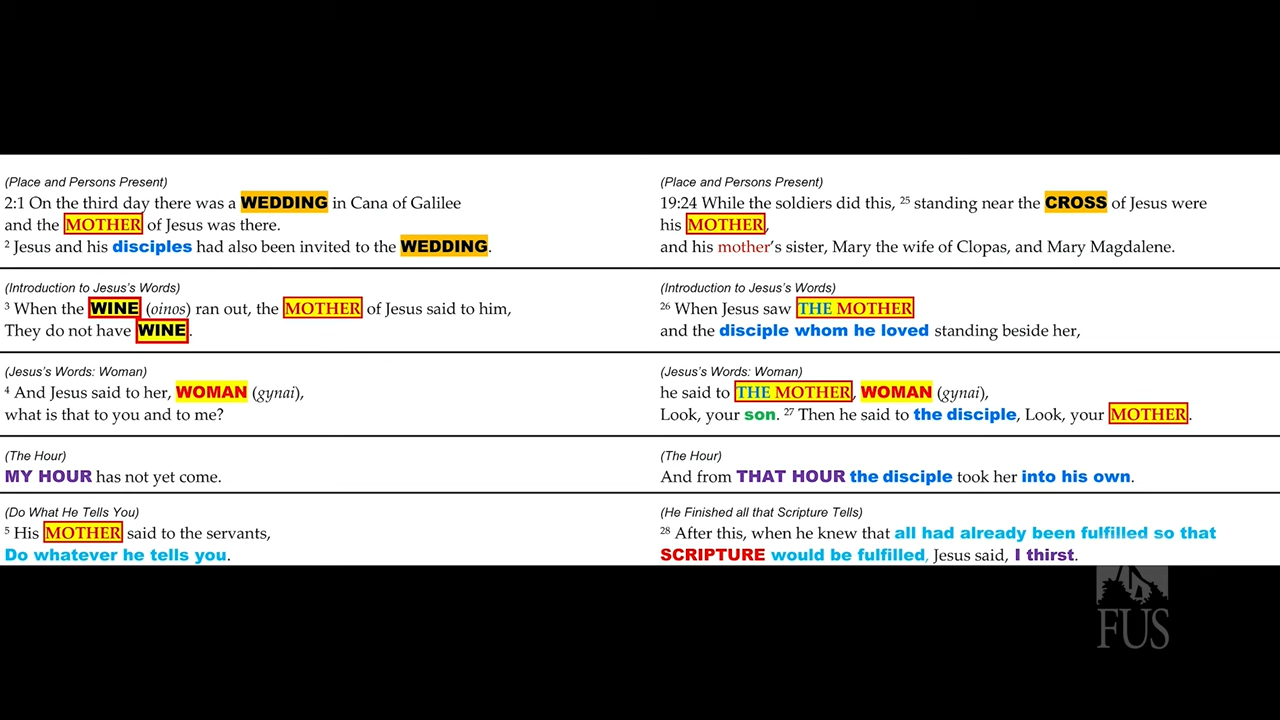 (Place and Persons Present)
2:1 On the third day there was a WEDDING in Cana of Galilee
and the MOTHER of Jesus was there.
² Jesus and his disciples had also been invited to the WEDDING.
(Introduction to Jesus's Words)
³ When the WINE (oinos) ran out, the MOTHER of Jesus said to him,
They do not have WINE.
(Jesus's Words: Woman)
⁴ And Jesus said to her, WOMAN (gynai),
what is that to you and to me?
(The Hour)
MY HOUR has not yet come.
(Do What He Tells You)
⁵ His MOTHER said to the servants,
Do whatever he tells you.
(Place and Persons Present)
19:24 While the soldiers did this, ²⁵ standing near the CROSS of Jesus were
his MOTHER,
and his mother's sister, Mary the wife of Clopas, and Mary Magdalene.
(Introduction to Jesus's Words)
²⁶ When Jesus saw THE MOTHER
and the disciple whom he loved standing beside her,
(Jesus's Words: Woman)
he said to THE MOTHER, WOMAN (gynai),
Look, your son. ²⁷ Then he said to the disciple, Look, your MOTHER.
(The Hour)
And from THAT HOUR the disciple took her into his own.
(He Finished all that Scripture Tells)
²⁸ After this, when he knew that all had already been fulfilled so that
SCRIPTURE would be fulfilled, Jesus said, I thirst.
FUS